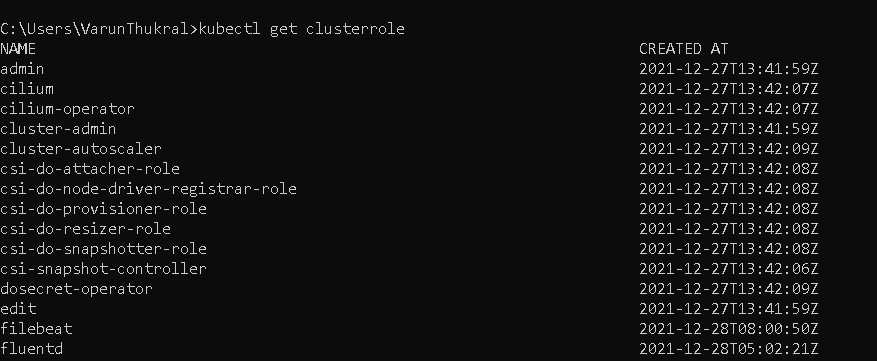 C:\Users\VarunThukral>kubectl get clusterrole
NAME CREATED AT
admin 2021-12-27T13:41:59Z
cilium 2021-12-27T13:42:07Z
cilium-operator 2021-12-27T13:42:07Z
cluster-admin 2021-12-27T13:41:59Z
cluster-autoscaler 2021-12-27T13:42:09Z
csi-do-attacher-role 2021-12-27T13:42:08Z
csi-do-node-driver-registrar-role 2021-12-27T13:42:08Z
csi-do-provisioner-role 2021-12-27T13:42:08Z
csi-do-resizer-role 2021-12-27T13:42:08Z
csi-do-snapshotter-role 2021-12-27T13:42:08Z
csi-snapshot-controller 2021-12-27T13:42:06Z
dosecret-operator 2021-12-27T13:42:09Z
edit 2021-12-27T13:41:59Z
filebeat 2021-12-28T08:00:50Z
fluentd 2021-12-28T05:02:21Z